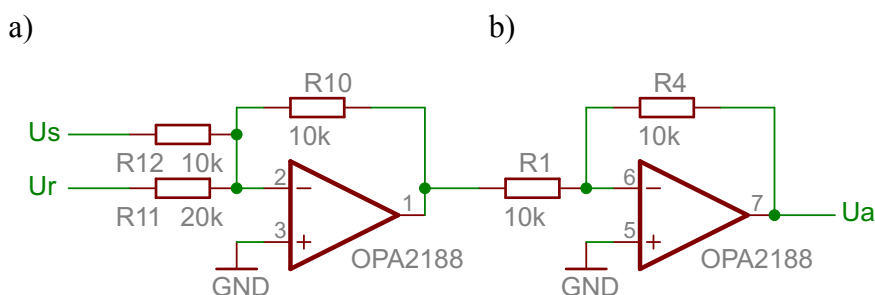 a) b)
R10 R4
Us 10k 10k
R12 10k R1
Ur 2 − 1 6 − 7 Ua
R11 20k 3 + 10k 5 +
OPA2188 OPA2188
GND GND